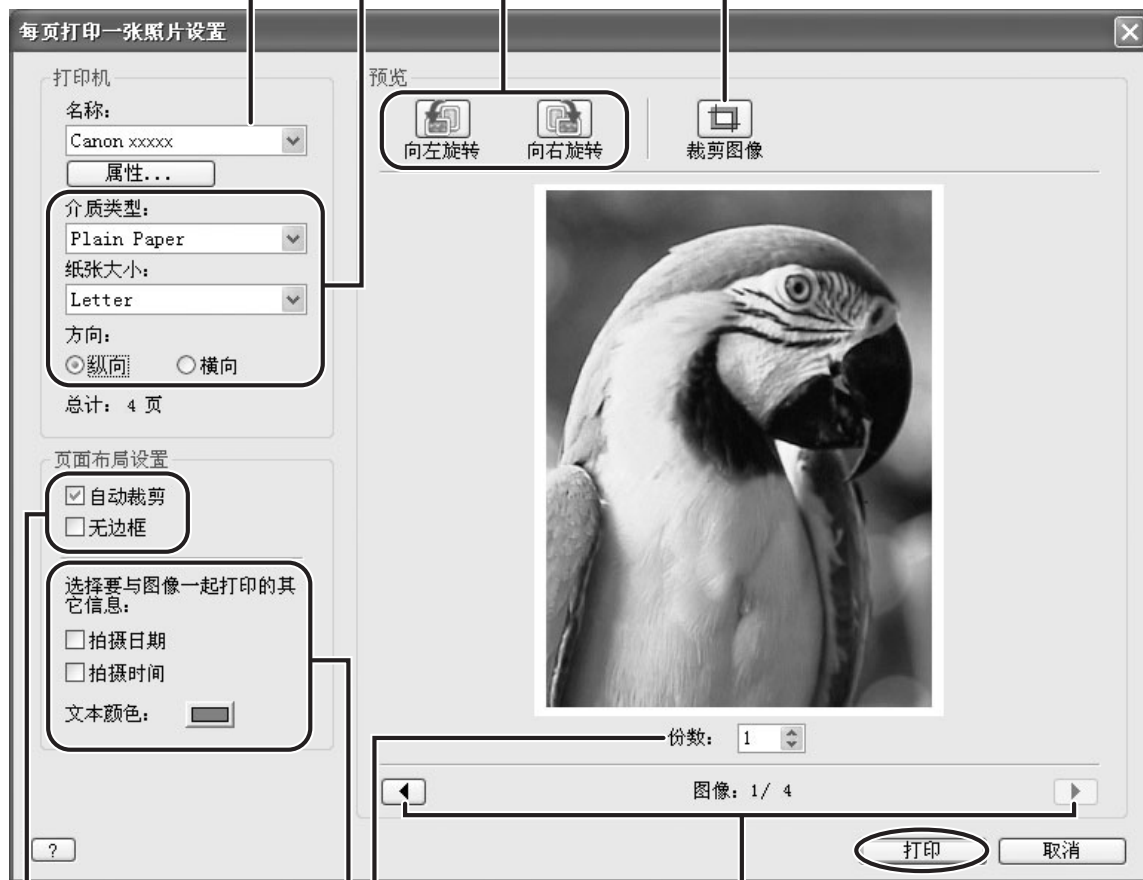 每页打印一张照片设置
打印机
名称:
Canon xxxxx
属性...
介质类型:
Plain Paper
纸张大小:
Letter
方向:
纵向 横向
总计: 4 页
页面布局设置
自动裁剪
无边框
选择要与图像一起打印的其
它信息:
拍摄日期
拍摄时间
文本颜色:
预览
向左旋转 向右旋转 裁剪图像
份数: 1
图像: 1/ 4
?
打印 取消